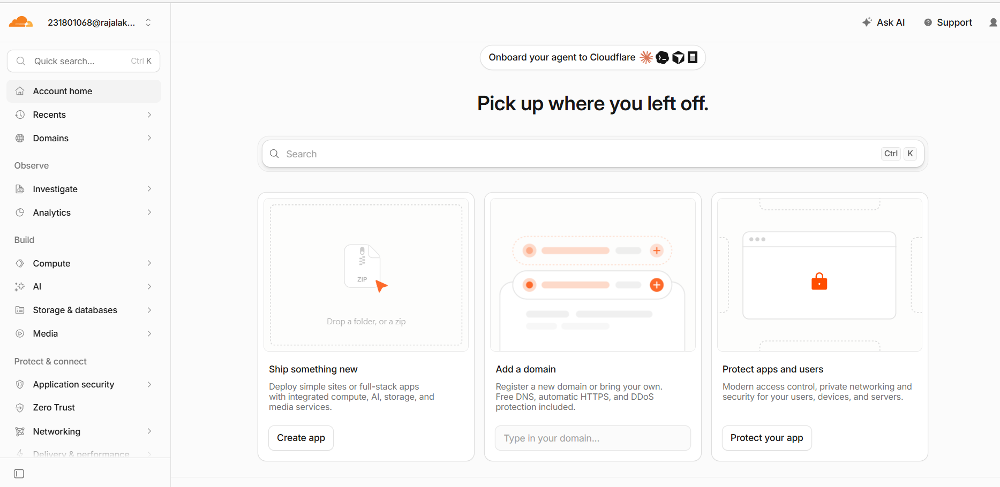 231801068@rajalak...
Ask AI
Support
Quick search...
Ctrl K
Account home
Recents
Domains
Observe
Investigate
Analytics
Build
Compute
AI
Storage & databases
Media
Protect & connect
Application security
Zero Trust
Networking
Delivery & performance
Onboard your agent to Cloudflare
Pick up where you left off.
Search
Ctrl K
ZIP
Drop a folder, or a zip
Ship something new
Deploy simple sites or full-stack apps
with integrated compute, AI, storage, and
media services.
Create app
Add a domain
Register a new domain or bring your own.
Free DNS, automatic HTTPS, and DDoS
protection included.
Type in your domain...
Protect apps and users
Modern access control, private networking and
security for your users, devices, and servers.
Protect your app